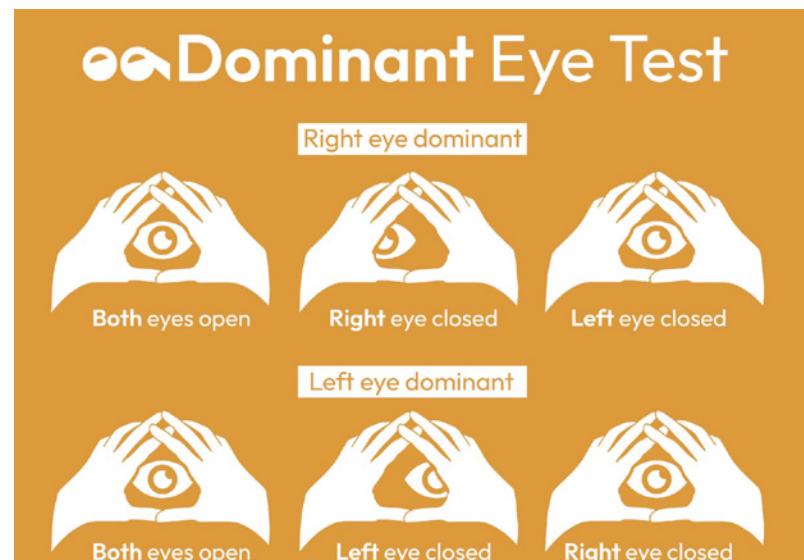 Dominant Eye Test
Right eye dominant
Both eyes open
Right eye closed
Left eye closed
Left eye dominant
Both eyes open
Left eye closed
Right eye closed